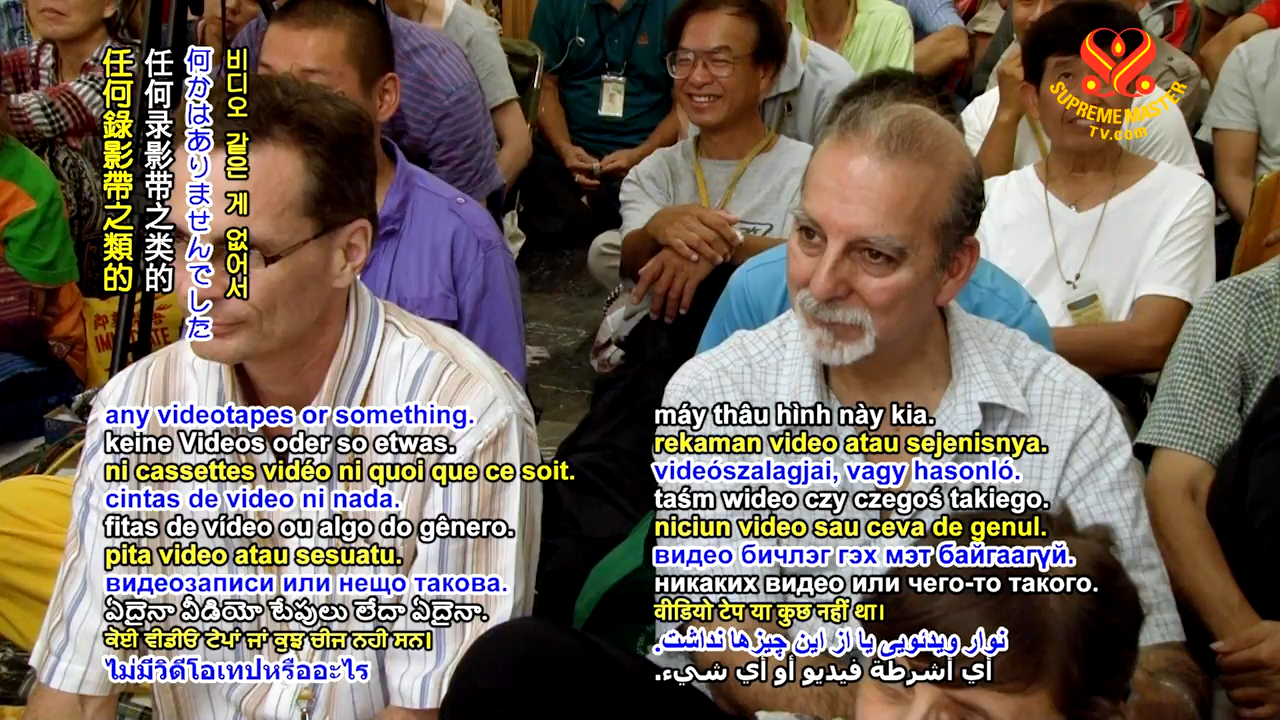 任何錄影帶之類的
任何录影带之类的
何かはありませんでした
비디오 같은 게 없어서
SUPREME MASTER
TV.com
any videotapes or something.
keine Videos oder so etwas.
ni cassettes vidéo ni quoi que ce soit.
cintas de video ni nada.
fitas de vídeo ou algo do gênero.
pita video atau sesuatu.
видеозаписи или нещо такова.
ఏదైనా వీడియో టేపులు లేదా ఏదైనా.
ਕੋਈ ਵੀਡੀਓ ਟੇਪਾਂ ਜਾਂ ਕੁਝ ਚੀਜ ਨਹੀ ਸਨ|
ไม่มีวิดีโอเทปหรืออะไร
máy thâu hình này kia.
rekaman video atau sejenisnya.
videószalagjai, vagy hasonló.
taśm wideo czy czegoś takiego.
niciun video sau ceva de genul.
видео бичлэг гэх мэт байгаагүй.
никаких видео или чего-то такого.
वीडियो टेप या कुछ नहीं था।
نوار ویدئویی یا از این چیز ها نداشت.
أي أشرطة فيديو أو أي شيء.